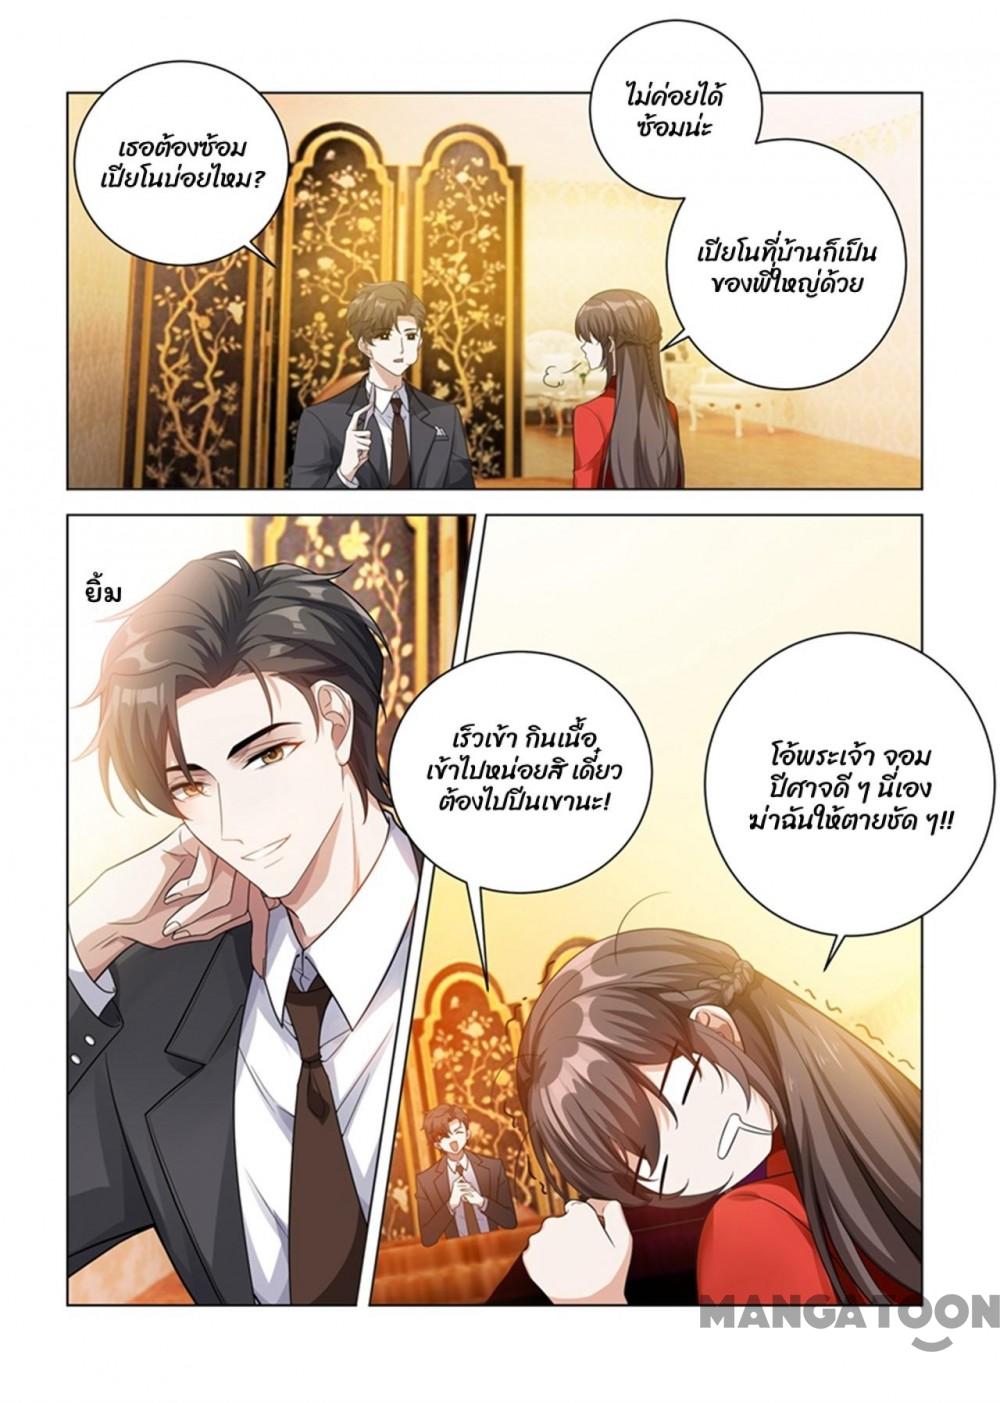 เธอต้องซ้อม
เปียโนบ่อยไหม?
ไม่ค่อยได้
ซ้อมน่ะ
เปียโนที่บ้านก็เป็น
ของพี่ใหญ่ด้วย
ยิ้ม
เร็วเข้า กินเนื้อ
เข้าไปหน่อยสิ เดี๋ยว
ต้องไปปีนเขานะ!
โอ้พระเจ้า จอม
ปีศาจดี ๆ นี่เอง
ฆ่าฉันให้ตายชัด ๆ!!
MANGATOON